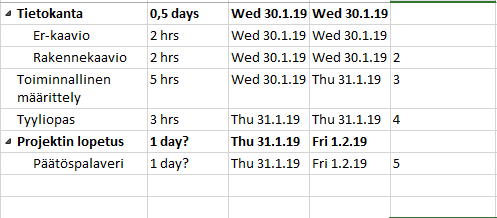 Tietokanta 0,5 days Wed 30.1.19 Wed 30.1.19
Er-kaavio 2 hrs Wed 30.1.19 Wed 30.1.19
Rakennekaavio 2 hrs Wed 30.1.19 Wed 30.1.19 2
Toiminnallinen 5 hrs Wed 30.1.19 Thu 31.1.19 3
määrittely
Tyyliopas 3 hrs Thu 31.1.19 Thu 31.1.19 4
Projektin lopetus 1 day? Thu 31.1.19 Fri 1.2.19
Päätöspalaveri 1 day? Thu 31.1.19 Fri 1.2.19 5